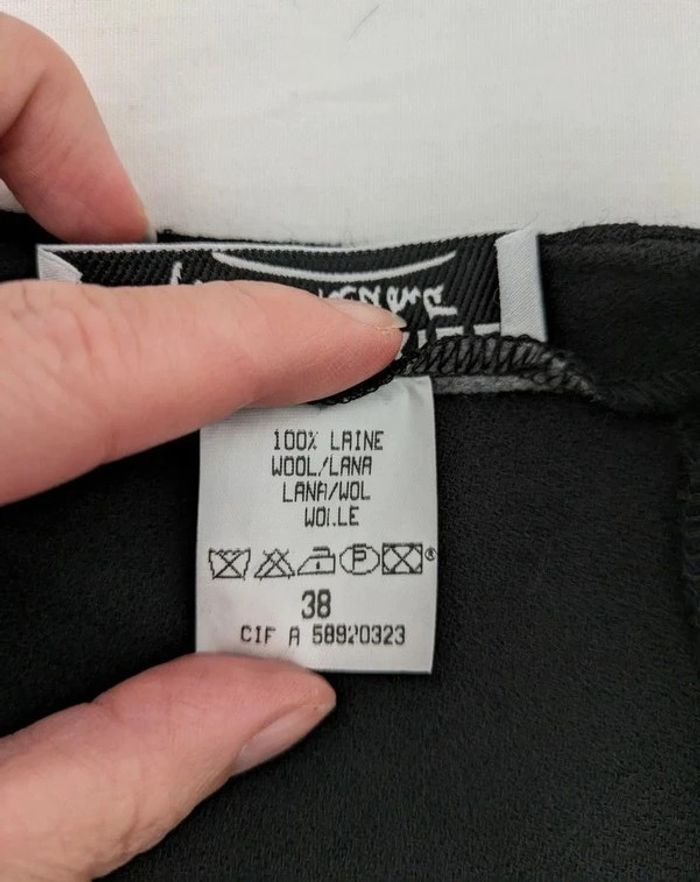 100% LAINE
WOOL/LANA
LANA/WOL
WOLLE
P
38
CIF A 58920323